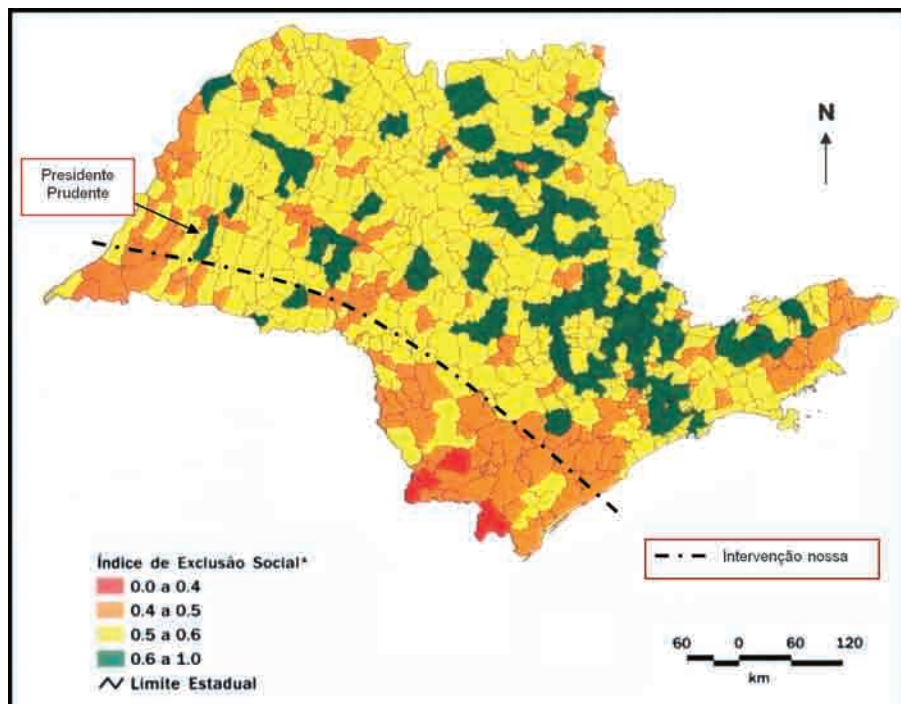 N
Presidente
Prudente
Intervenção nossa
Índice de Exclusão Social*
0.0 a 0.4
0.4 a 0.5
0.5 a 0.6
0.6 a 1.0
Limite Estadual
60 0 60 120
km